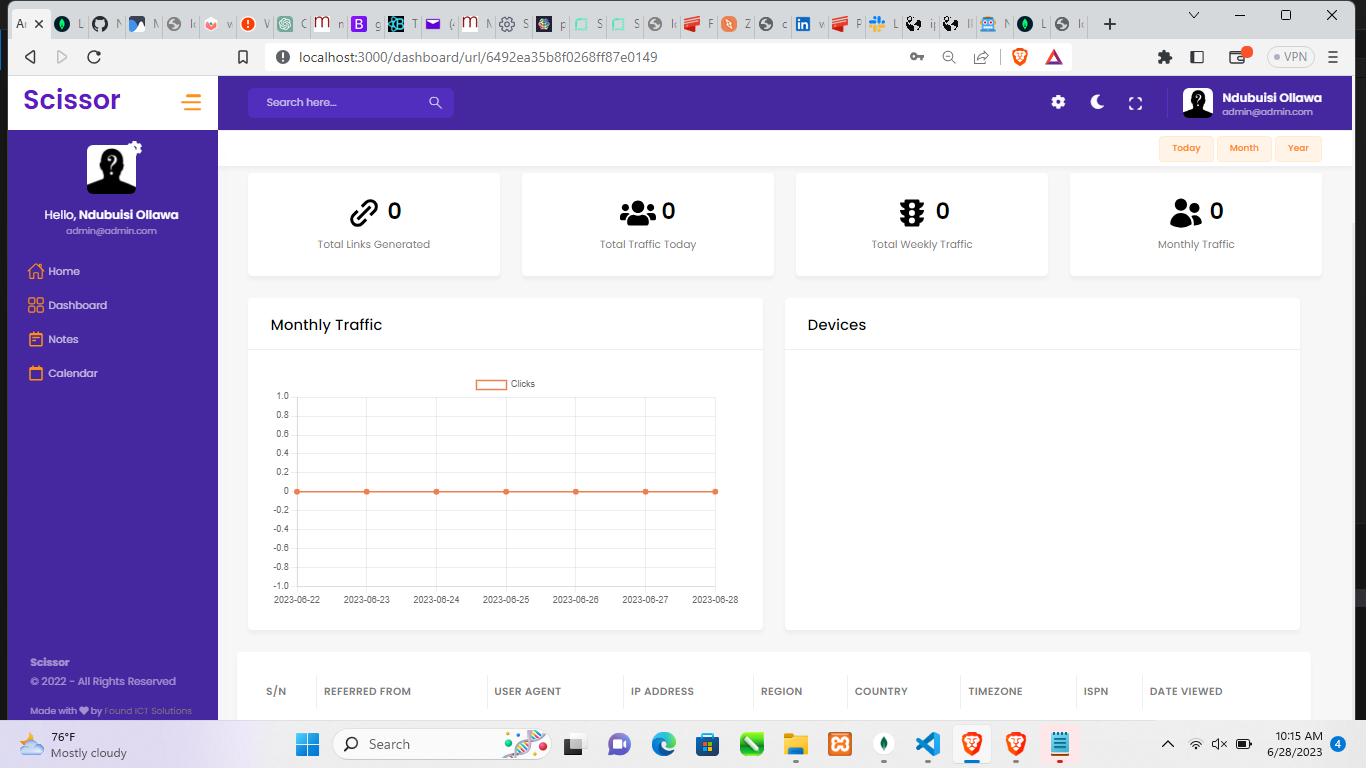 localhost:3000/dashboard/url/6492ea35b8f0268ff87e0149
VPN
Scissor
Search here...
Ndubuisi Ollawa
admin@admin.com
Today Month Year
Hello, Ndubuisi Ollawa
admin@admin.com
Home
Dashboard
Notes
Calendar
0
Total Links Generated
0
Total Traffic Today
0
Total Weekly Traffic
0
Monthly Traffic
Monthly Traffic
Clicks
1.0
0.8
0.6
0.4
0.2
0
-0.2
-0.4
-0.6
-0.8
-1.0
2023-06-22 2023-06-23 2023-06-24 2023-06-25 2023-06-26 2023-06-27 2023-06-28
Devices
S/N REFERRED FROM USER AGENT IP ADDRESS REGION COUNTRY TIMEZONE ISPN DATE VIEWED
Scissor
© 2022 - All Rights Reserved
Made with by Found ICT Solutions
76°F
Mostly cloudy
Search
10:15 AM
6/28/2023
4